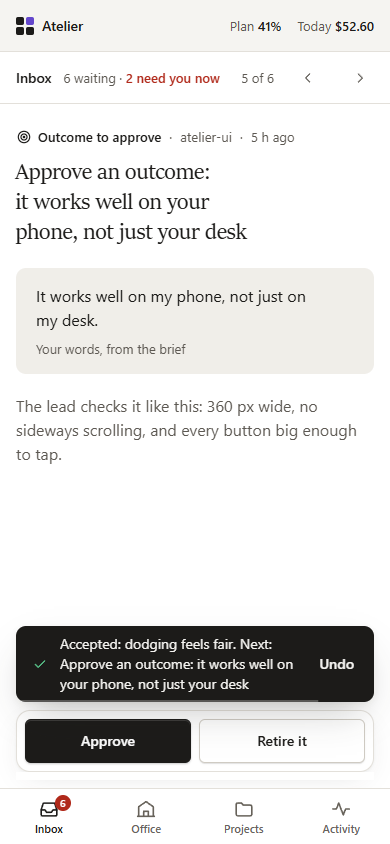 Atelier
Plan 41% Today $52.60
Inbox 6 waiting · 2 need you now 5 of 6
Outcome to approve · atelier-ui · 5 h ago
Approve an outcome:
it works well on your
phone, not just your desk
It works well on my phone, not just on
my desk.
Your words, from the brief
The lead checks it like this: 360 px wide, no
sideways scrolling, and every button big enough
to tap.
Accepted: dodging feels fair. Next:
Approve an outcome: it works well on
your phone, not just your desk
Undo
Approve
Retire it
6
Inbox
Office
Projects
Activity